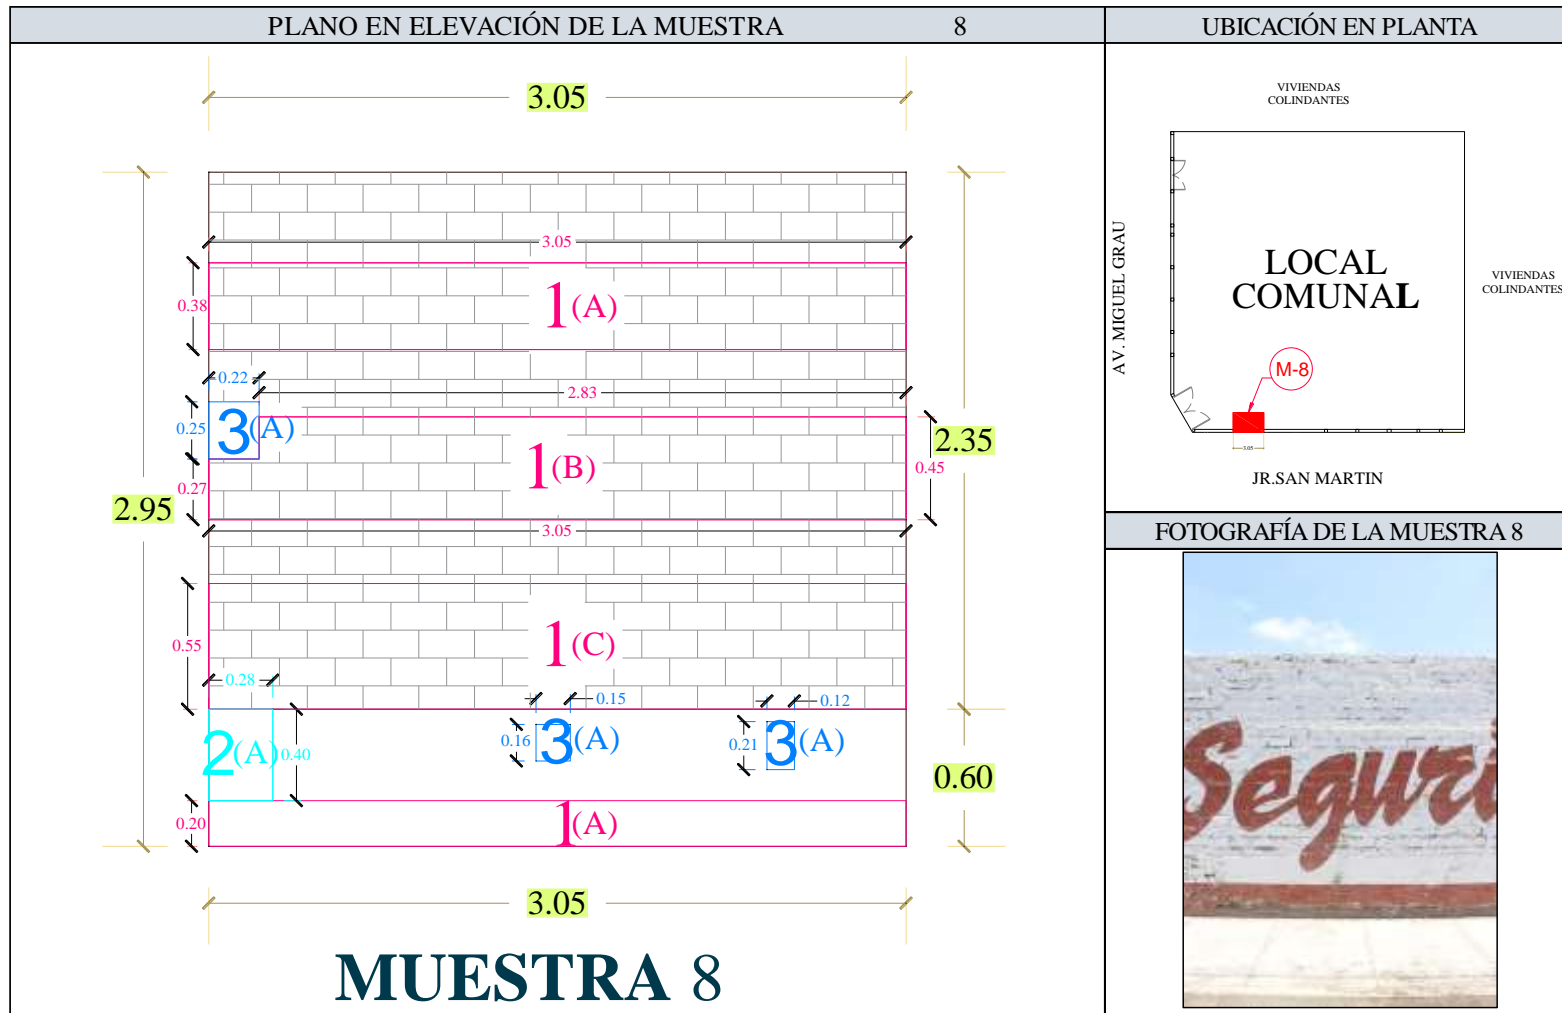 PLANO EN ELEVACIÓN DE LA MUESTRA 8
3.05
3.05
0.38
1(A)
0.22
2.83
0.25
3(A)
2.35
1(B)
0.45
0.27
2.95
3.05
0.55
1(C)
0.28
0.15
0.12
2(A)
0.40
0.16
3(A)
0.21
3(A)
0.60
0.20
1(A)
3.05
MUESTRA 8
UBICACIÓN EN PLANTA
VIVIENDAS
COLINDANTES
AV. MIGUEL GRAU
LOCAL
COMUNAL
VIVIENDAS
COLINDANTES
M-8
3.05
JR.SAN MARTIN
FOTOGRAFÍA DE LA MUESTRA 8
Seguri